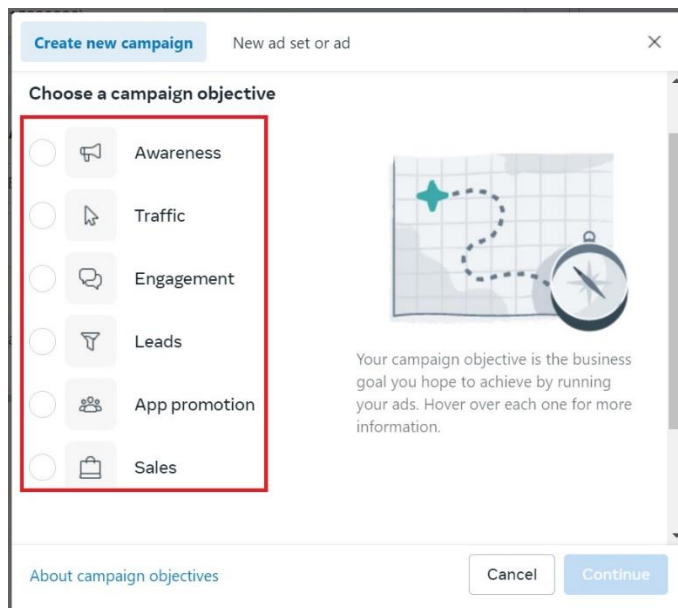 Create new campaign
New ad set or ad
Choose a campaign objective
Awareness
Traffic
Engagement
Leads
App promotion
Sales
Your campaign objective is the business
goal you hope to achieve by running
your ads. Hover over each one for more
information.
About campaign objectives
Cancel
Continue